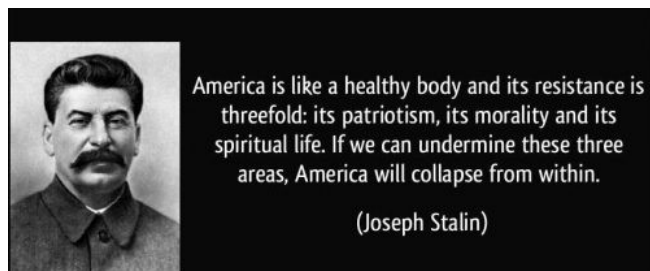 America is like a healthy body and its resistance is
threefold: its patriotism, its morality and its
spiritual life. If we can undermine these three
areas, America will collapse from within.
(Joseph Stalin)